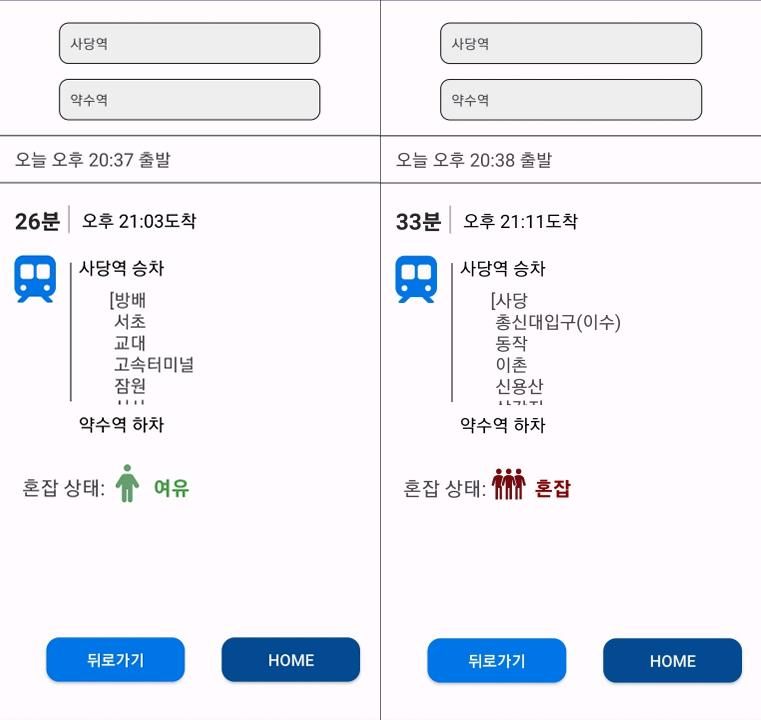 사당역
약수역
오늘 오후 20:37 출발
26분
오후 21:03도착
사당역 승차
[방배
서초
교대
고속터미널
잠원
약수역 하차
혼잡 상태:
여유
뒤로가기
HOME
사당역
약수역
오늘 오후 20:38 출발
33분
오후 21:11도착
사당역 승차
[사당
총신대입구(이수)
동작
이촌
신용산
약수역 하차
혼잡 상태:
혼잡
뒤로가기
HOME